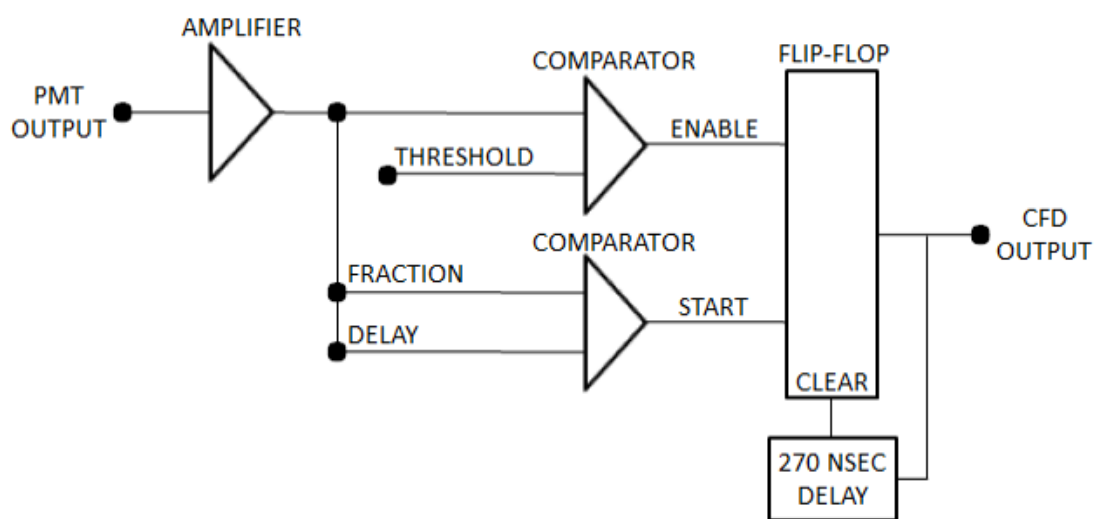 AMPLIFIER
PMT
OUTPUT
COMPARATOR
THRESHOLD
ENABLE
FLIP-FLOP
COMPARATOR
FRACTION
DELAY
START
CLEAR
270 NSEC
DELAY
CFD
OUTPUT